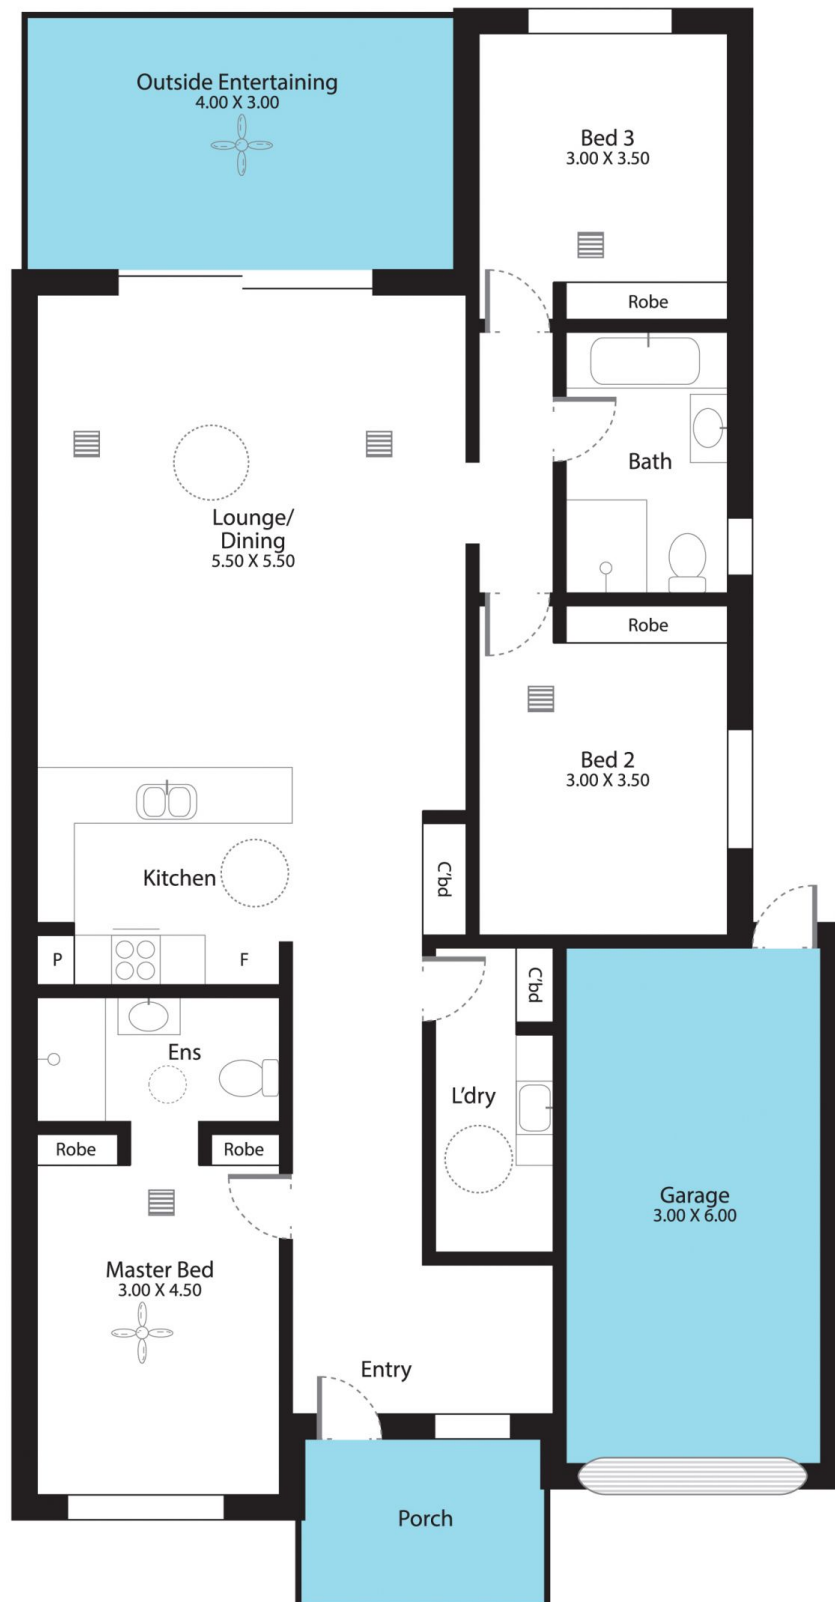 Outside Entertaining
4.00 X 3.00
Bed 3
3.00 X 3.50
Robe
Bath
Lounge/
Dining
5.50 X 5.50
Robe
Bed 2
3.00 X 3.50
Kitchen
C'bd
P
F
C'bd
Ens
L'dry
Robe
Robe
Garage
3.00 X 6.00
Master Bed
3.00 X 4.50
Entry
Porch